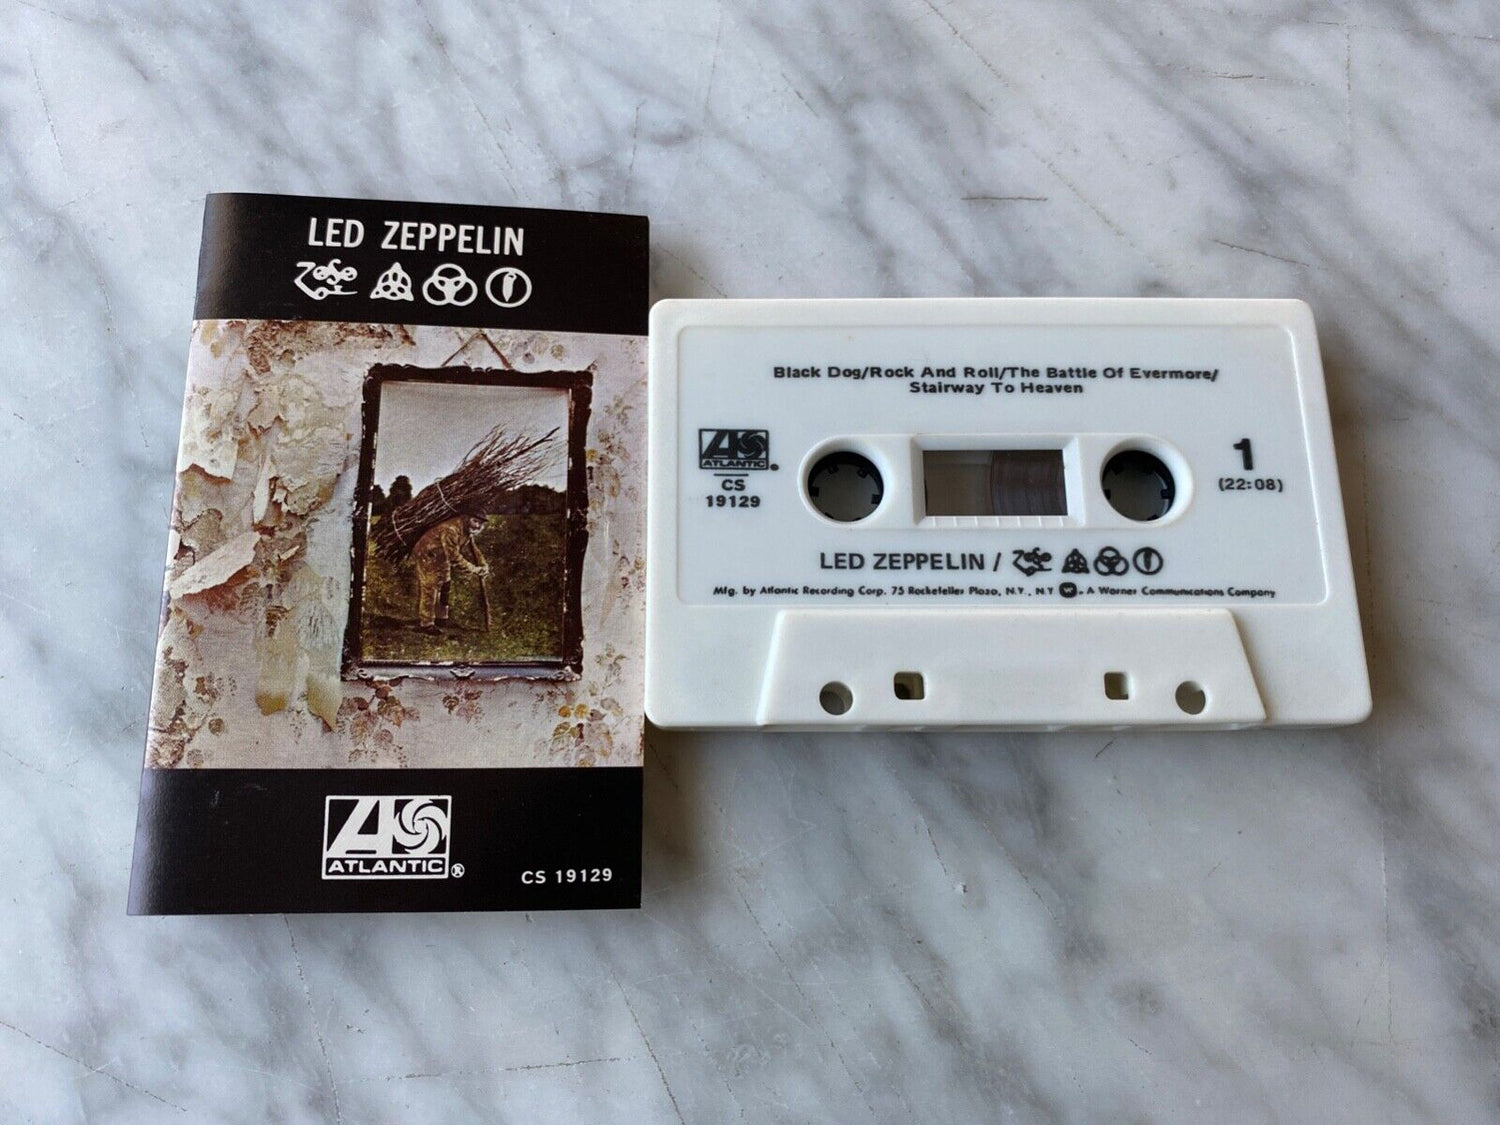 LED ZEPPELIN
ATLANTIC®
CS 19129
Black Dog/Rock And Roll/The Battle Of Evermore/
Stairway To Heaven
ATLANTIC®
CS
19129
1
(22:08)
LED ZEPPELIN /
Mfg. by Atlantic Recording Corp. 75 Rockefeller Plaza, N.Y., N.Y. W. A Warner Communications Company